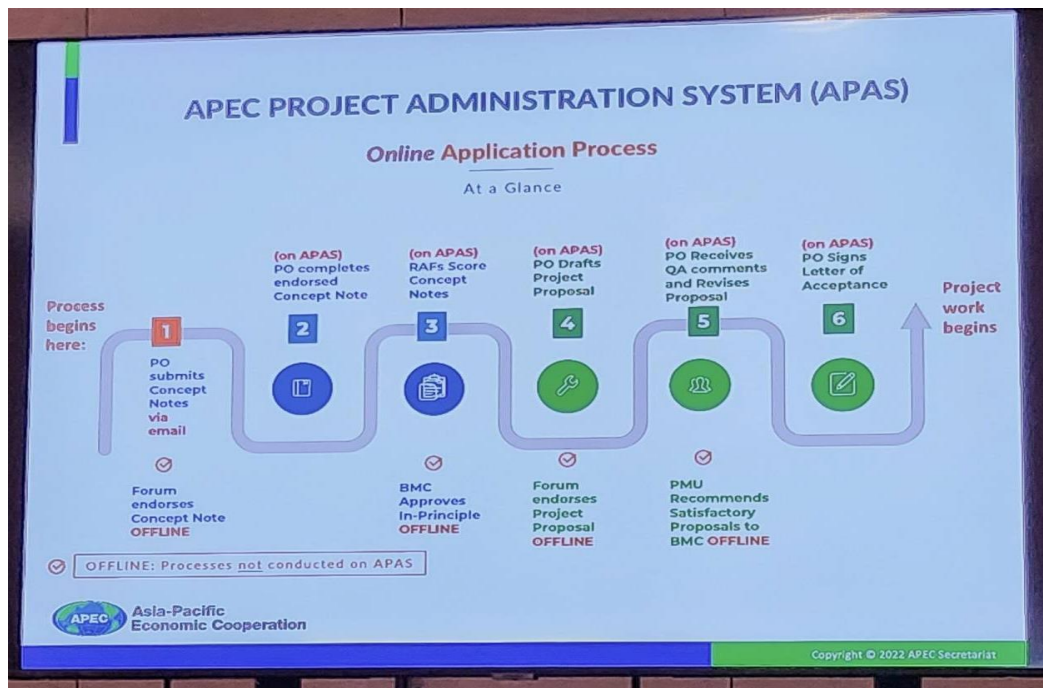 APEC PROJECT ADMINISTRATION SYSTEM (APAS)
Online Application Process
At a Glance
Process
begins
here:
1
PO
submits
Concept
Notes
via
email
Forum
endorses
Concept Note
OFFLINE
(on APAS)
PO completes
endorsed
Concept Note
2
(on APAS)
RAFs Score
Concept
Notes
3
BMC
Approves
In-Principle
OFFLINE
(on APAS)
PO Drafts
Project
Proposal
4
Forum
endorses
Project
Proposal
OFFLINE
(on APAS)
PO Receives
QA comments
and Revises
Proposal
5
PMU
Recommends
Satisfactory
Proposals to
BMC OFFLINE
(on APAS)
PO Signs
Letter of
Acceptance
6
Project
work
begins
OFFLINE: Processes not conducted on APAS
APEC
Asia-Pacific
Economic Cooperation
Copyright © 2022 APEC Secretariat